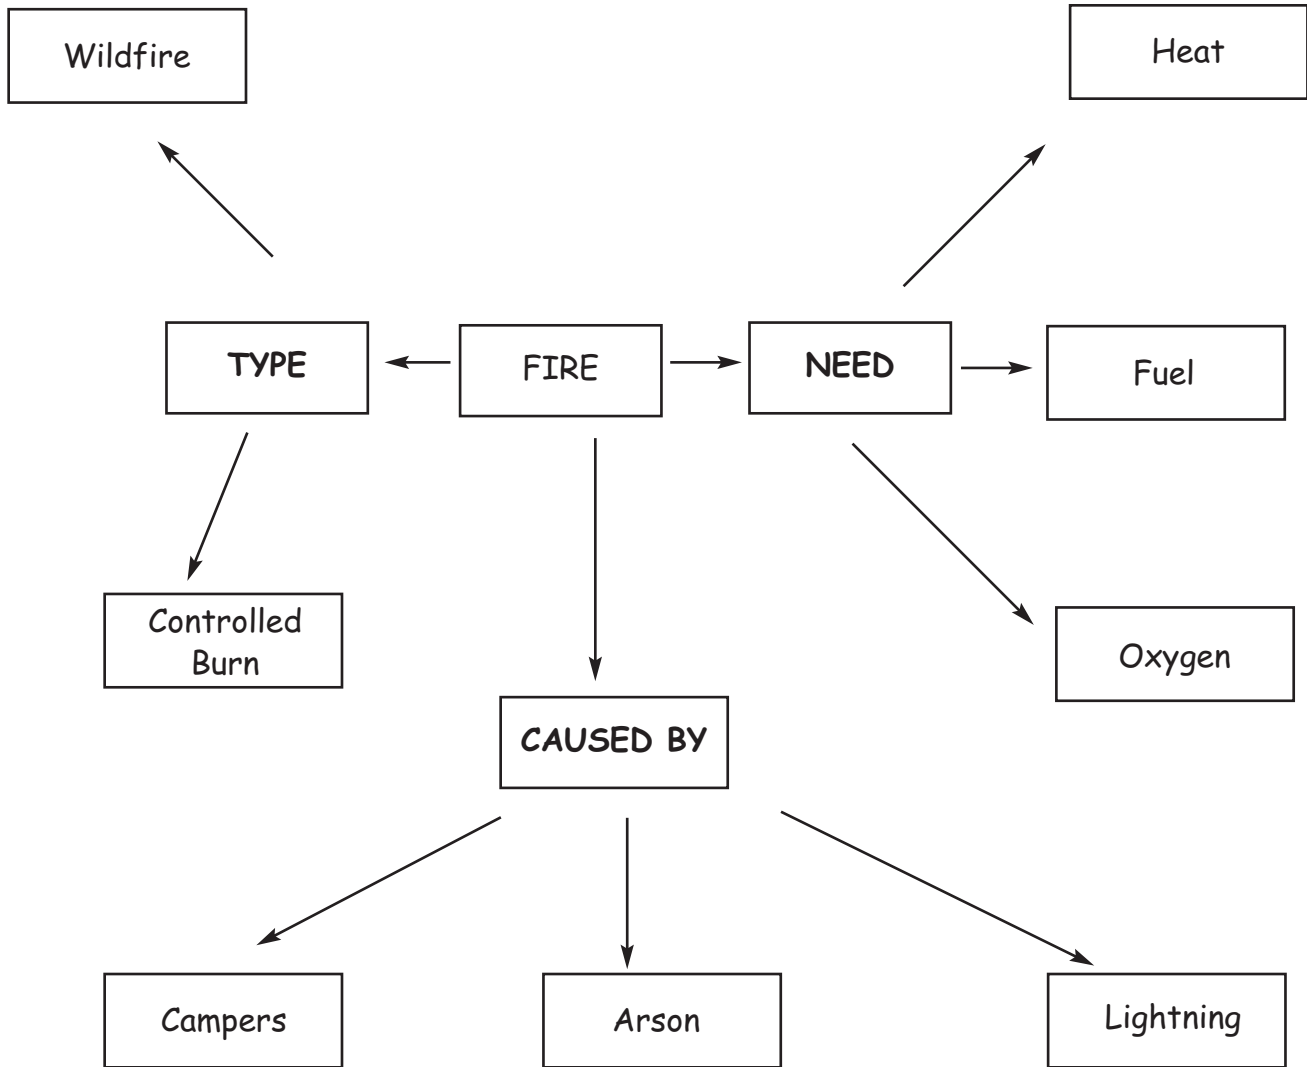 Wildfire
Heat
TYPE
FIRE
NEED
Fuel
Controlled
Burn
Oxygen
CAUSED BY
Campers
Arson
Lightning